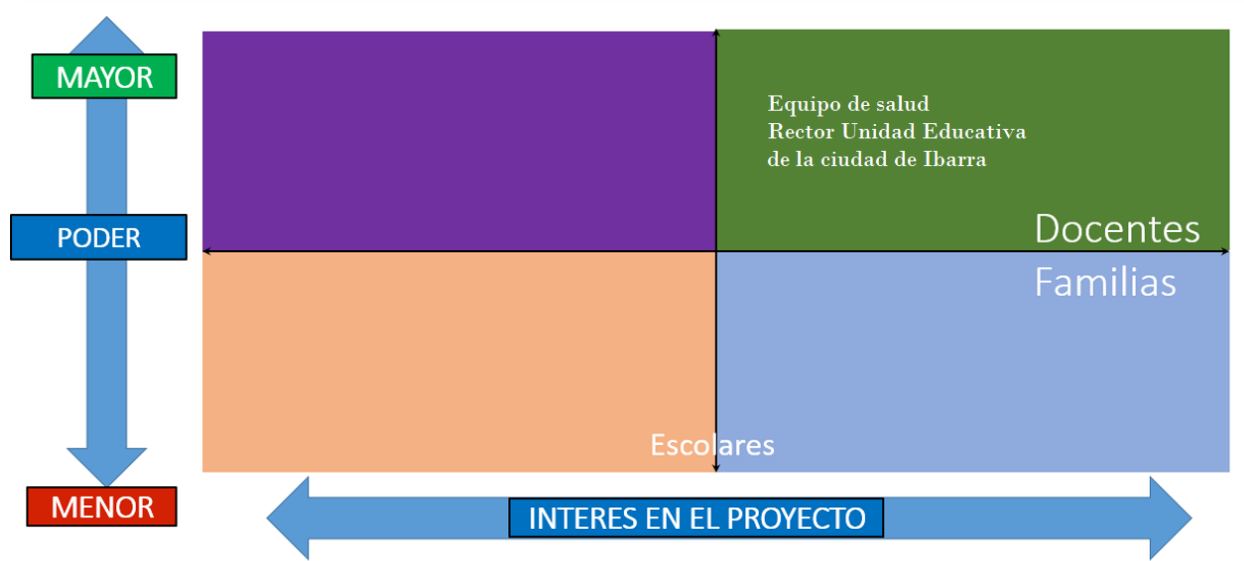 MAYOR
Equipo de salud
Rector Unidad Educativa
de la ciudad de Ibarra
PODER
Docentes
Familias
Escolares
MENOR
INTERES EN EL PROYECTO